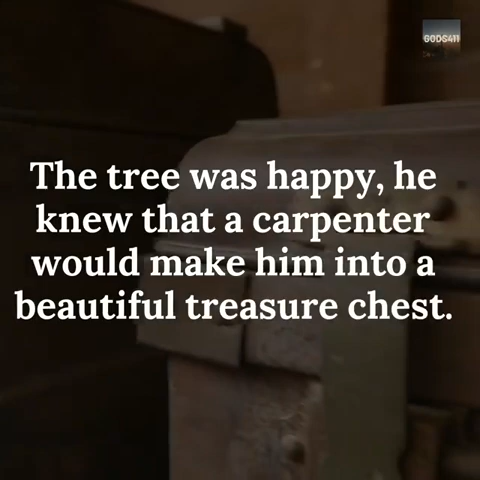 GODS411
The tree was happy, he
knew that a carpenter
would make him into a
beautiful treasure chest.